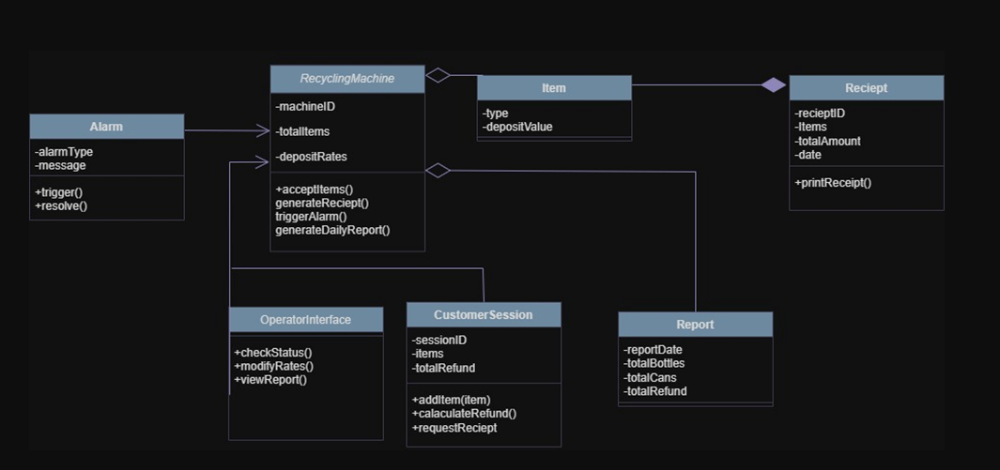 RecyclingMachine
-machineID
-totalItems
-depositRates
+acceptItems()
generateReciept()
triggerAlarm()
generateDailyReport()
Item
-type
-depositValue
Reciept
-recieptID
-Items
-totalAmount
-date
+printReceipt()
Alarm
-alarmType
-message
+trigger()
+resolve()
OperatorInterface
+checkStatus()
+modifyRates()
+viewReport()
CustomerSession
-sessionID
-items
-totalRefund
+addItem(item)
+calaculateRefund()
+requestReciept
Report
-reportDate
-totalBottles
-totalCans
-totalRefund